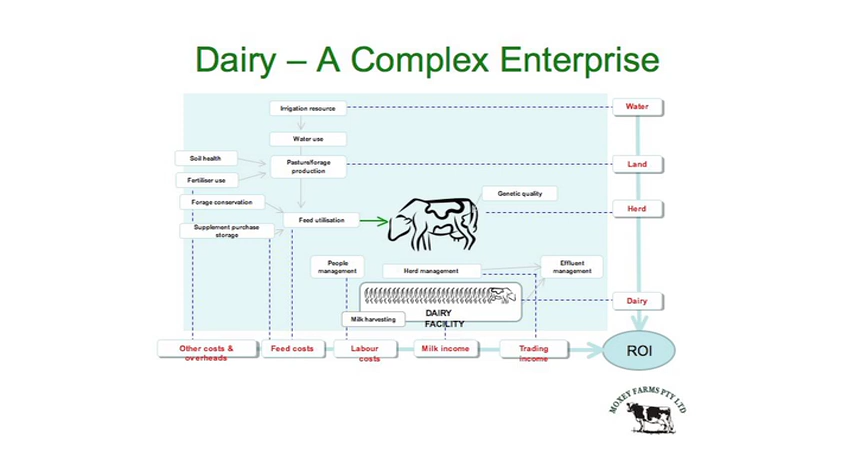 Dairy – A Complex Enterprise
Irrigation resourse
Water
Water use
Soil health
Pasture/forage
production
Land
Fertiliser use
Genetic quality
Forage conservation
Herd
Feed utilisation
Supplement purchase
storage
People
management
Herd management
Effluent
management
Dairy
DAIRY
FACILITY
Milk harvesting
Other costs &
overheads
Feed costs
Labour
costs
Milk income
Trading
income
ROI
MOXEY FARMS PTY LTD